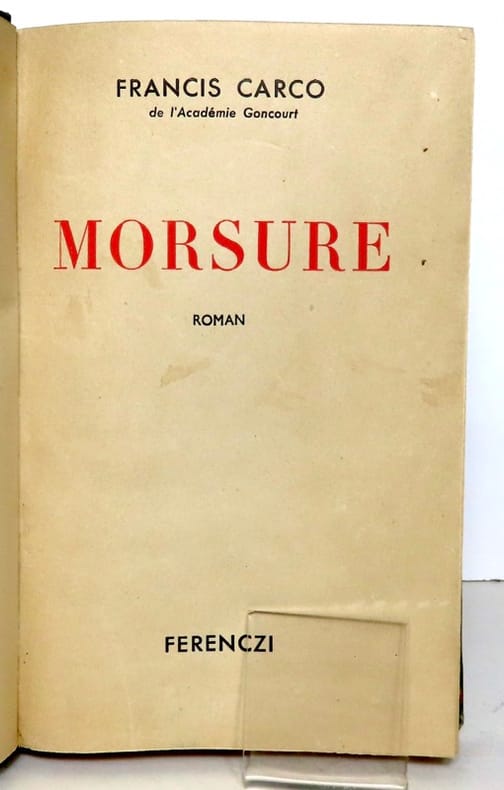 FRANCIS CARCO
de l'Académie Goncourt
MORSURE
ROMAN
FERENCZI